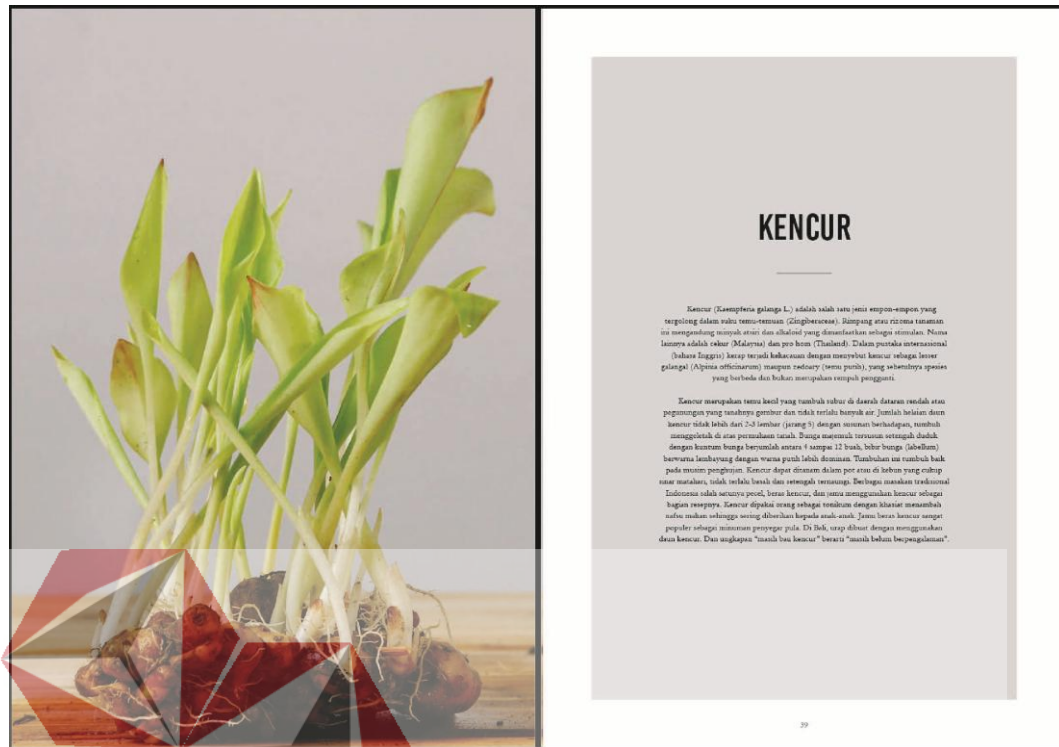 KENCUR
Kencur (Kaempferia galanga L.) adalah salah satu jenis empon-empon yang
tergolong dalam suku temu-temuan (Zingiberaceae). Rimpang atau rizoma tanaman
ini mengandung minyak atsiri dan alkaloid yang dimanfaatkan sebagai stimulan. Nama
lainnya adalah cekur (Malaysia) dan pro hom (Thailand). Dalam pustaka internasional
(bahasa Inggris) kerap terjadi kekacauan dengan menyebut kencur sebagai lesser
galangal (Alpinia officinarum) maupun zedoary (temu putih), yang sebetulnya spesies
yang berbeda dan bukan merupakan rempah pengganti.
Kencur merupakan temu kecil yang tumbuh subur di daerah dataran rendah atau
pegunungan yang tanahnya gembur dan tidak terlalu banyak air. Jumlah helaian daun
kencur tidak lebih dari 2-3 lembar (jarang 5) dengan susunan berhadapan, tumbuh
menggeletak di atas permukaan tanah. Bunga majemuk tersusun setengah duduk
dengan kuntum bunga berjumlah antara 4 sampai 12 buah, bibir bunga (labellum)
berwarna lembayung dengan warna putih lebih dominan. Tumbuhan ini tumbuh baik
pada musim penghujan. Kencur dapat ditanam dalam pot atau di kebun yang cukup
sinar matahari, tidak terlalu basah dan setengah ternaungi. Berbagai masakan tradisional
Indonesia salah satunya pecel, beras kencur, dan jamu menggunakan kencur sebagai
bagian resepnya. Kencur dipakai orang sebagai tonikum dengan khasiat menambah
nafsu makan sehingga sering diberikan kepada anak-anak. Jamu beras kencur sangat
populer sebagai minuman penyegar pula. Di Bali, urap dibuat dengan menggunakan
daun kencur. Dan ungkapan "masih bau kencur" berarti "masih belum berpengalaman".
39